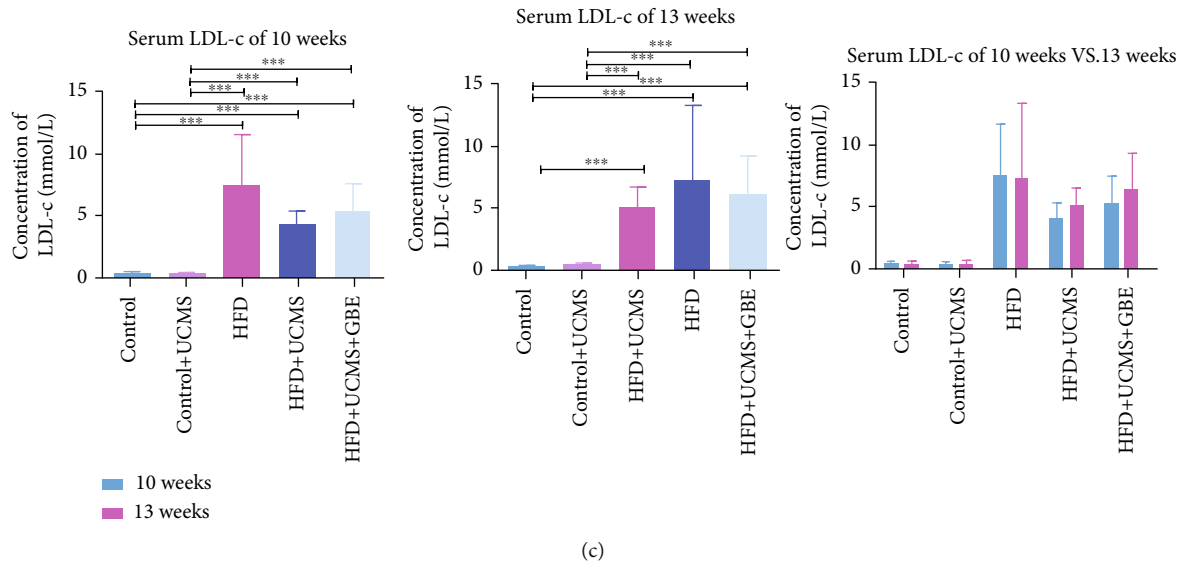 Serum LDL-c of 10 weeks
Concentration of
LDL-c (mmol/L)
15
10
5
0
***
***
***
***
***
***
Control
Control+UCMS
HFD
HFD+UCMS
HFD+UCMS+GBE
Serum LDL-c of 13 weeks
Concentration of
LDL-c (mmol/L)
15
10
5
0
***
***
***
***
***
***
Control
Control+UCMS
HFD+UCMS
HFD
HFD+UCMS+GBE
Serum LDL-c of 10 weeks VS.13 weeks
Concentration of
LDL-c (mmol/L)
15
10
5
0
Control
Control+UCMS
HFD
HFD+UCMS
HFD+UCMS+GBE
10 weeks
13 weeks
(c)